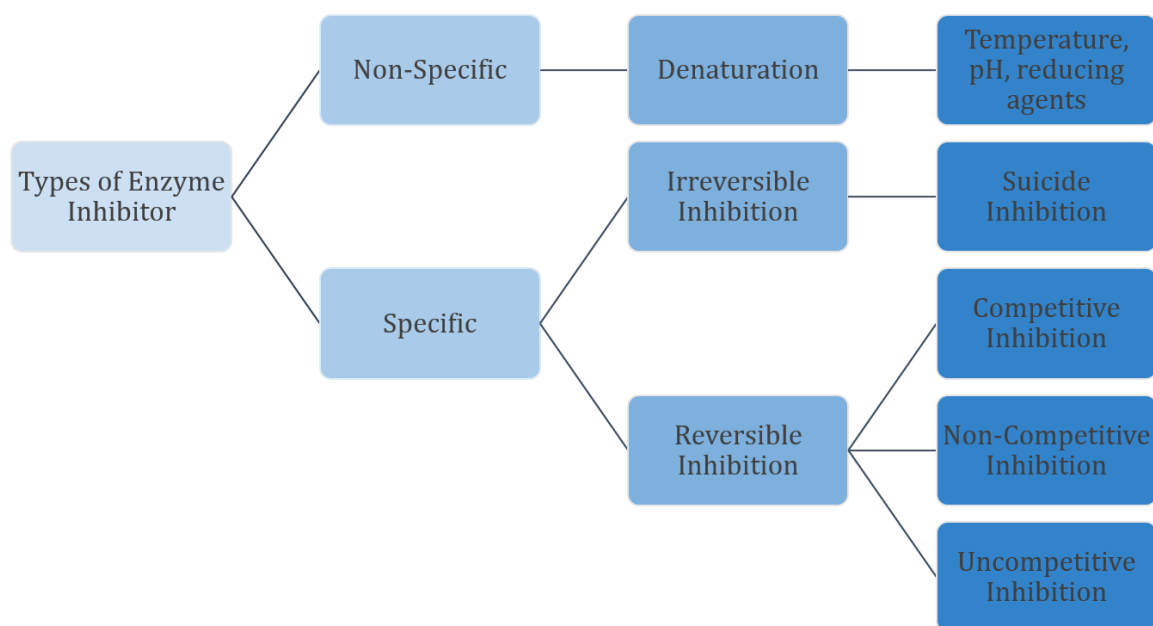 Types of Enzyme
Inhibitor
Non-Specific
Denaturation
Temperature,
pH, reducing
agents
Specific
Irreversible
Inhibition
Suicide
Inhibition
Reversible
Inhibition
Competitive
Inhibition
Non-Competitive
Inhibition
Uncompetitive
Inhibition